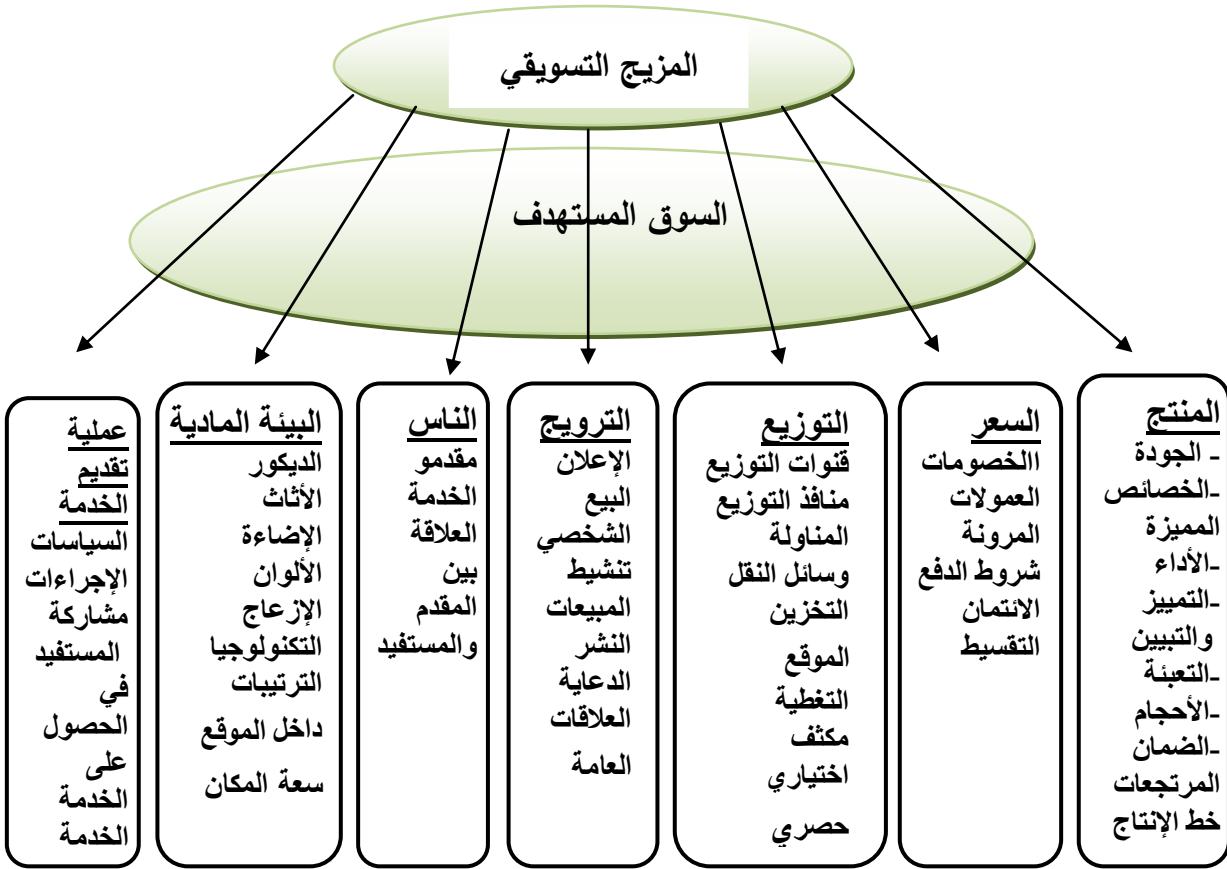 المزيج التسويقي
السوق المستهدف
المنتج
- الجودة
-الخصائص
المميزة
-الأداء
-التمييز
والتبيين
-التعبئة
-الأحجام
-الضمان
المرتجعات
خط الإنتاج
السعر
االخصومات
العمولات
المرونة
شروط الدفع
الائتمان
التقسيط
التوزيع
قنوات التوزيع
منافذ التوزيع
المناولة
وسائل النقل
التخزين
الموقع
التغطية
مكثف
اختياري
حصري
الترويج
الإعلان
البيع
الشخصي
تنشيط
المبيعات
النشر
الدعاية
العلاقات
العامة
الناس
مقدمو
الخدمة
العلاقة
بين
المقدم
والمستفيد
البيئة المادية
الديكور
الأثاث
الإضاءة
الألوان
الإزعاج
التكنولوجيا
الترتيبات
داخل الموقع
سعة المكان
عملية
تقديم
الخدمة
السياسات
الإجراءات
مشاركة
المستفيد
في
الحصول
على
الخدمة
الخدمة